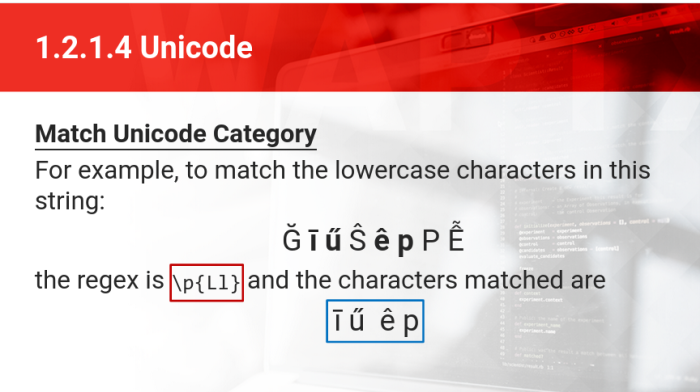 1.2.1.4 Unicode
Match Unicode Category
For example, to match the lowercase characters in this
string:
Ğ ī ű Ŝ ê p P Ễ
the regex is \p{Ll} and the characters matched are
ī ű ê p